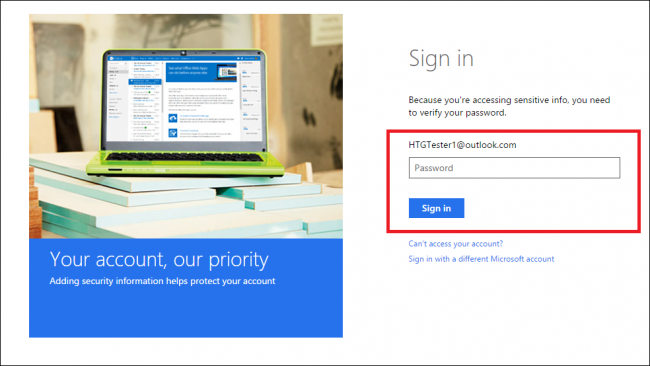 Sign in
Because you're accessing sensitive info, you need
to verify your password.
HTGTester1@outlook.com
Password
Sign in
Can't access your account?
Sign in with a different Microsoft account
Your account, our priority
Adding security information helps protect your account